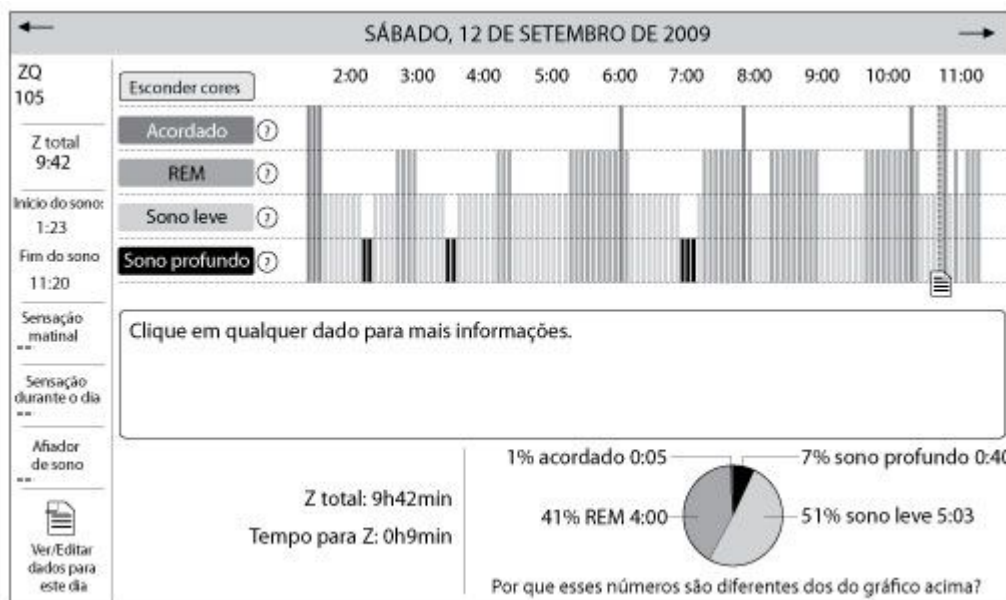 SÁBADO, 12 DE SETEMBRO DE 2009
ZQ
105
Z total
9:42
Início do sono:
1:23
Fim do sono
11:20
Sensação
matinal
--
Sensação
durante o dia
--
Afiador
de sono
--
Ver/Editar
dados para
este dia
Esconder cores
2:00 3:00 4:00 5:00 6:00 7:00 8:00 9:00 10:00 11:00
Acordado ?
REM ?
Sono leve ?
Sono profundo ?
Clique em qualquer dado para mais informações.
Z total: 9h42min
Tempo para Z: 0h9min
1% acordado 0:05
7% sono profundo 0:40
41% REM 4:00
51% sono leve 5:03
Por que esses números são diferentes dos do gráfico acima?